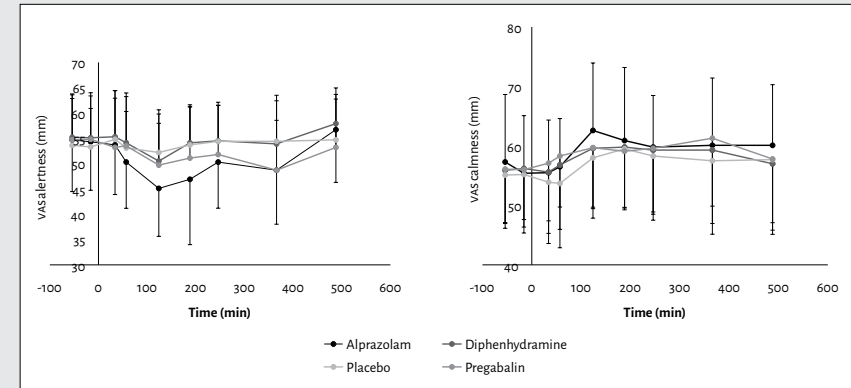 VAS alertness (mm)
70
65
60
55
50
45
40
35
30
-100 0 100 200 300 400 500 600
Time (min)
VAS calmness (mm)
80
70
60
50
40
-100 0 100 200 300 400 500 600
Time (min)
Alprazolam Diphenhydramine
Placebo Pregabalin